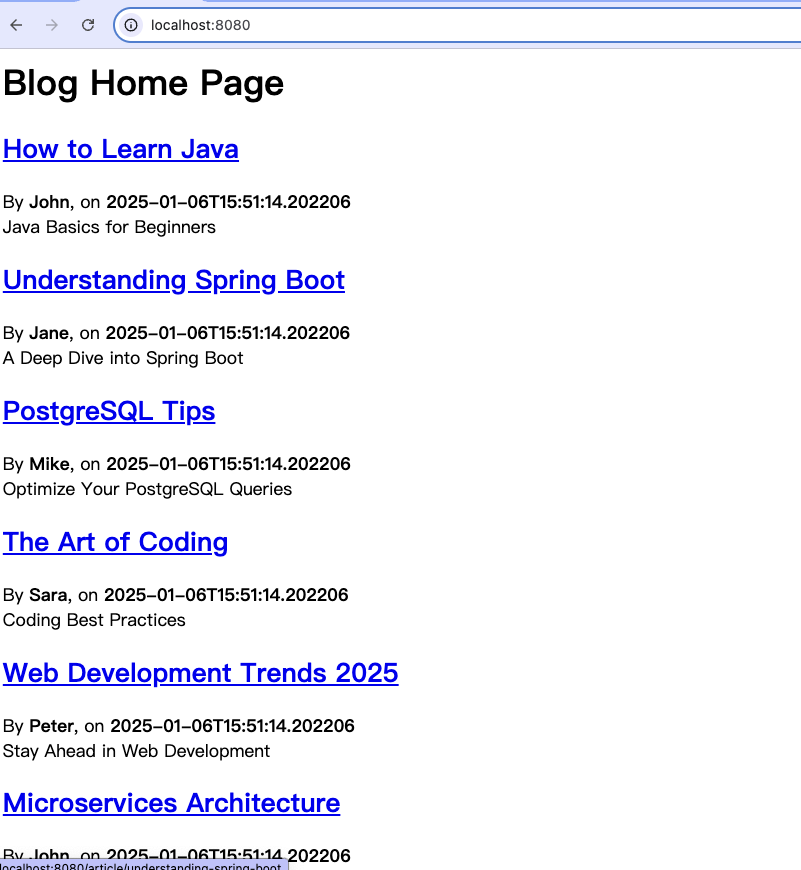 localhost:8080
Blog Home Page
How to Learn Java
By John, on 2025-01-06T15:51:14.202206
Java Basics for Beginners
Understanding Spring Boot
By Jane, on 2025-01-06T15:51:14.202206
A Deep Dive into Spring Boot
PostgreSQL Tips
By Mike, on 2025-01-06T15:51:14.202206
Optimize Your PostgreSQL Queries
The Art of Coding
By Sara, on 2025-01-06T15:51:14.202206
Coding Best Practices
Web Development Trends 2025
By Peter, on 2025-01-06T15:51:14.202206
Stay Ahead in Web Development
Microservices Architecture
By John, on 2025-01-06T15:51:14.202206
localhost:8080/article/understanding-spring-boot